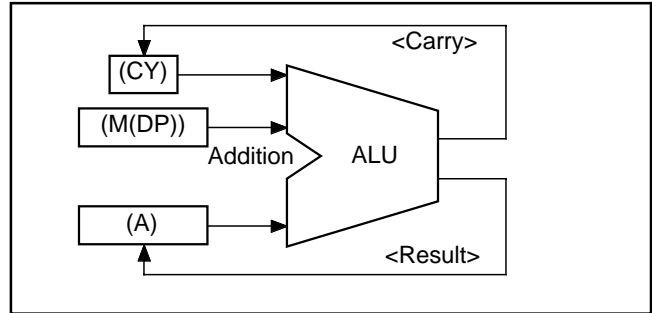 <Carry>
(CY)
(M(DP))
Addition
ALU
(A)
<Result>